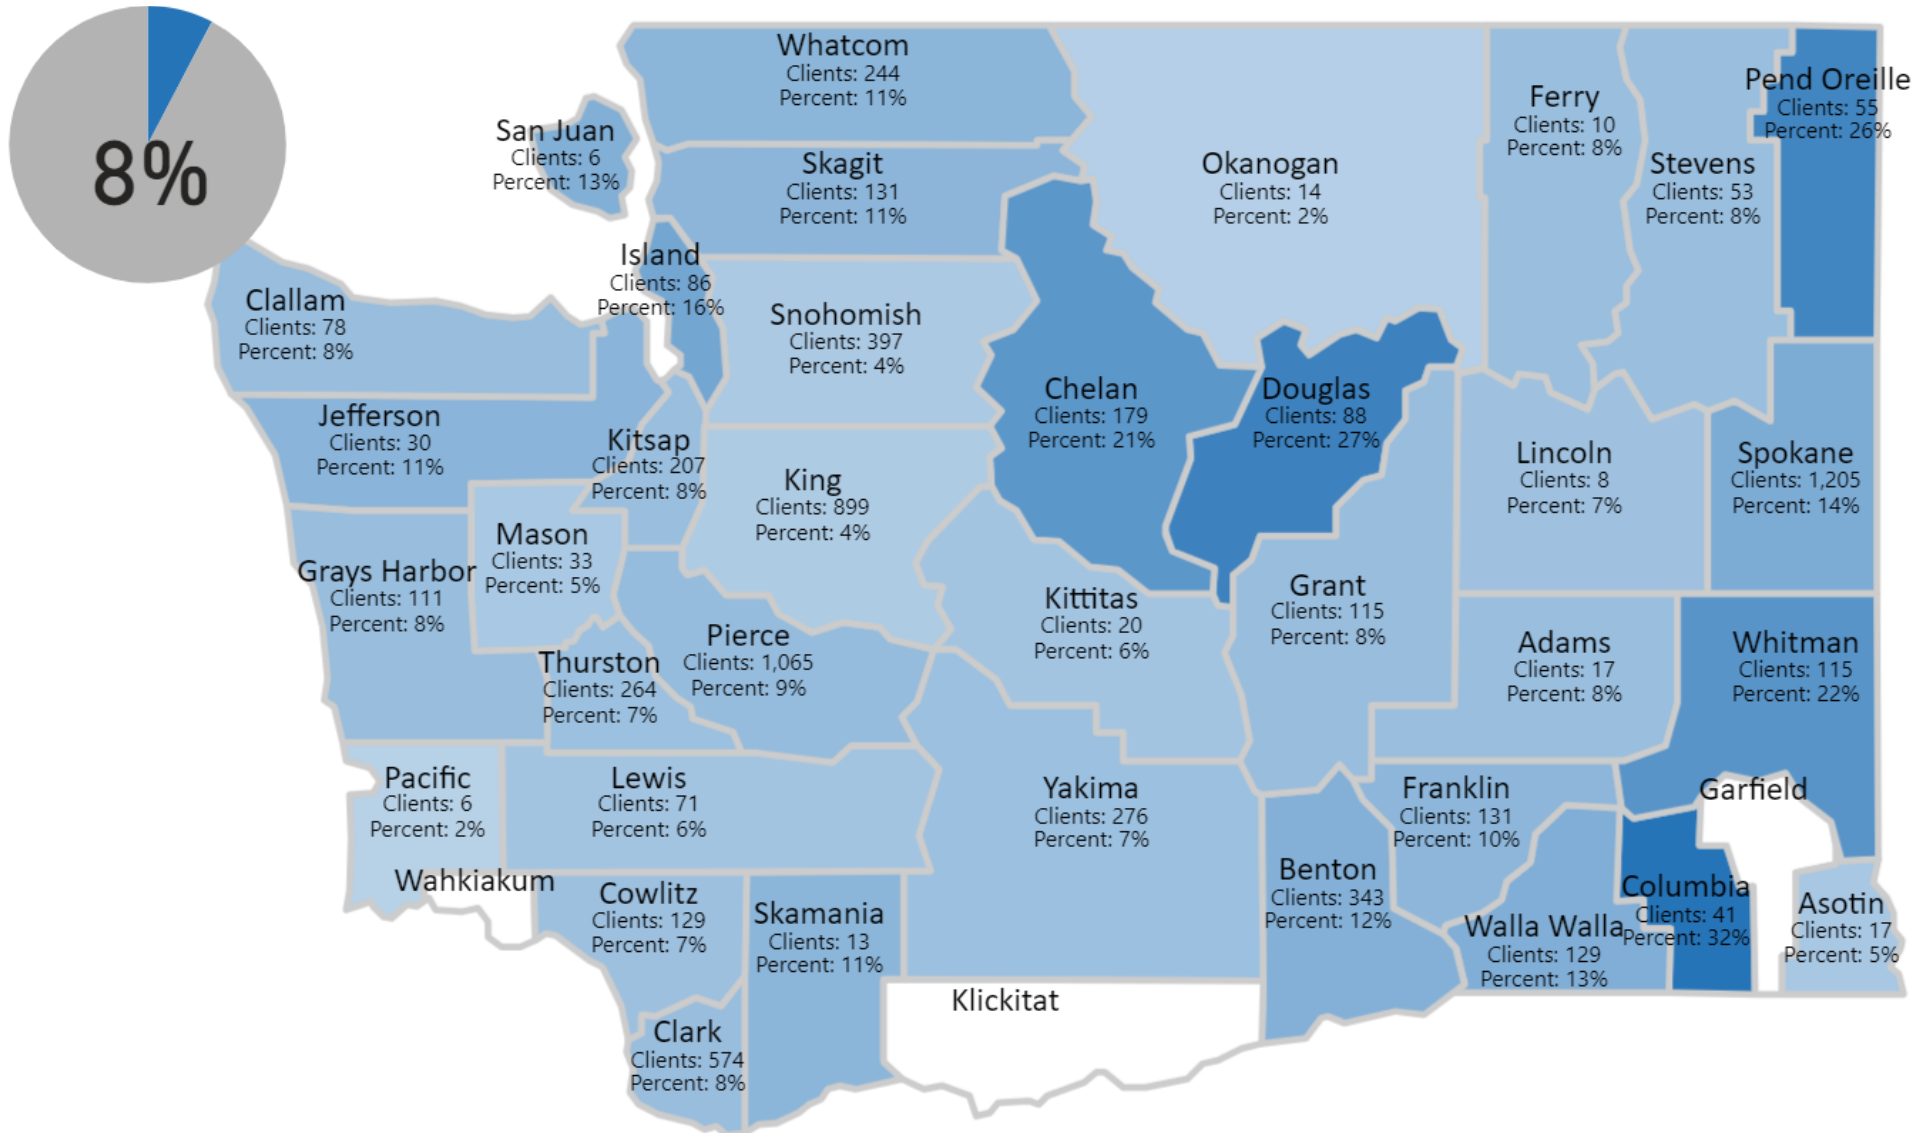 8%
Whatcom
Clients: 244
Percent: 11%
San Juan
Clients: 6
Percent: 13%
Skagit
Clients: 131
Percent: 11%
Okanogan
Clients: 14
Percent: 2%
Ferry
Clients: 10
Percent: 8%
Stevens
Clients: 53
Percent: 8%
Pend Oreille
Clients: 55
Percent: 26%
Island
Clients: 86
Percent: 16%
Clallam
Clients: 78
Percent: 8%
Snohomish
Clients: 397
Percent: 4%
Chelan
Clients: 179
Percent: 21%
Douglas
Clients: 88
Percent: 27%
Jefferson
Clients: 30
Percent: 11%
Kitsap
Clients: 207
Percent: 8%
King
Clients: 899
Percent: 4%
Lincoln
Clients: 8
Percent: 7%
Spokane
Clients: 1,205
Percent: 14%
Mason
Clients: 33
Percent: 5%
Grays Harbor
Clients: 111
Percent: 8%
Kittitas
Clients: 20
Percent: 6%
Grant
Clients: 115
Percent: 8%
Thurston
Clients: 264
Percent: 7%
Pierce
Clients: 1,065
Percent: 9%
Adams
Clients: 17
Percent: 8%
Whitman
Clients: 115
Percent: 22%
Pacific
Clients: 6
Percent: 2%
Lewis
Clients: 71
Percent: 6%
Yakima
Clients: 276
Percent: 7%
Franklin
Clients: 131
Percent: 10%
Garfield
Wahkiakum
Cowlitz
Clients: 129
Percent: 7%
Skamania
Clients: 13
Percent: 11%
Benton
Clients: 343
Percent: 12%
Walla Walla
Clients: 129
Percent: 13%
Columbia
Clients: 41
Percent: 32%
Asotin
Clients: 17
Percent: 5%
Klickitat
Clark
Clients: 574
Percent: 8%